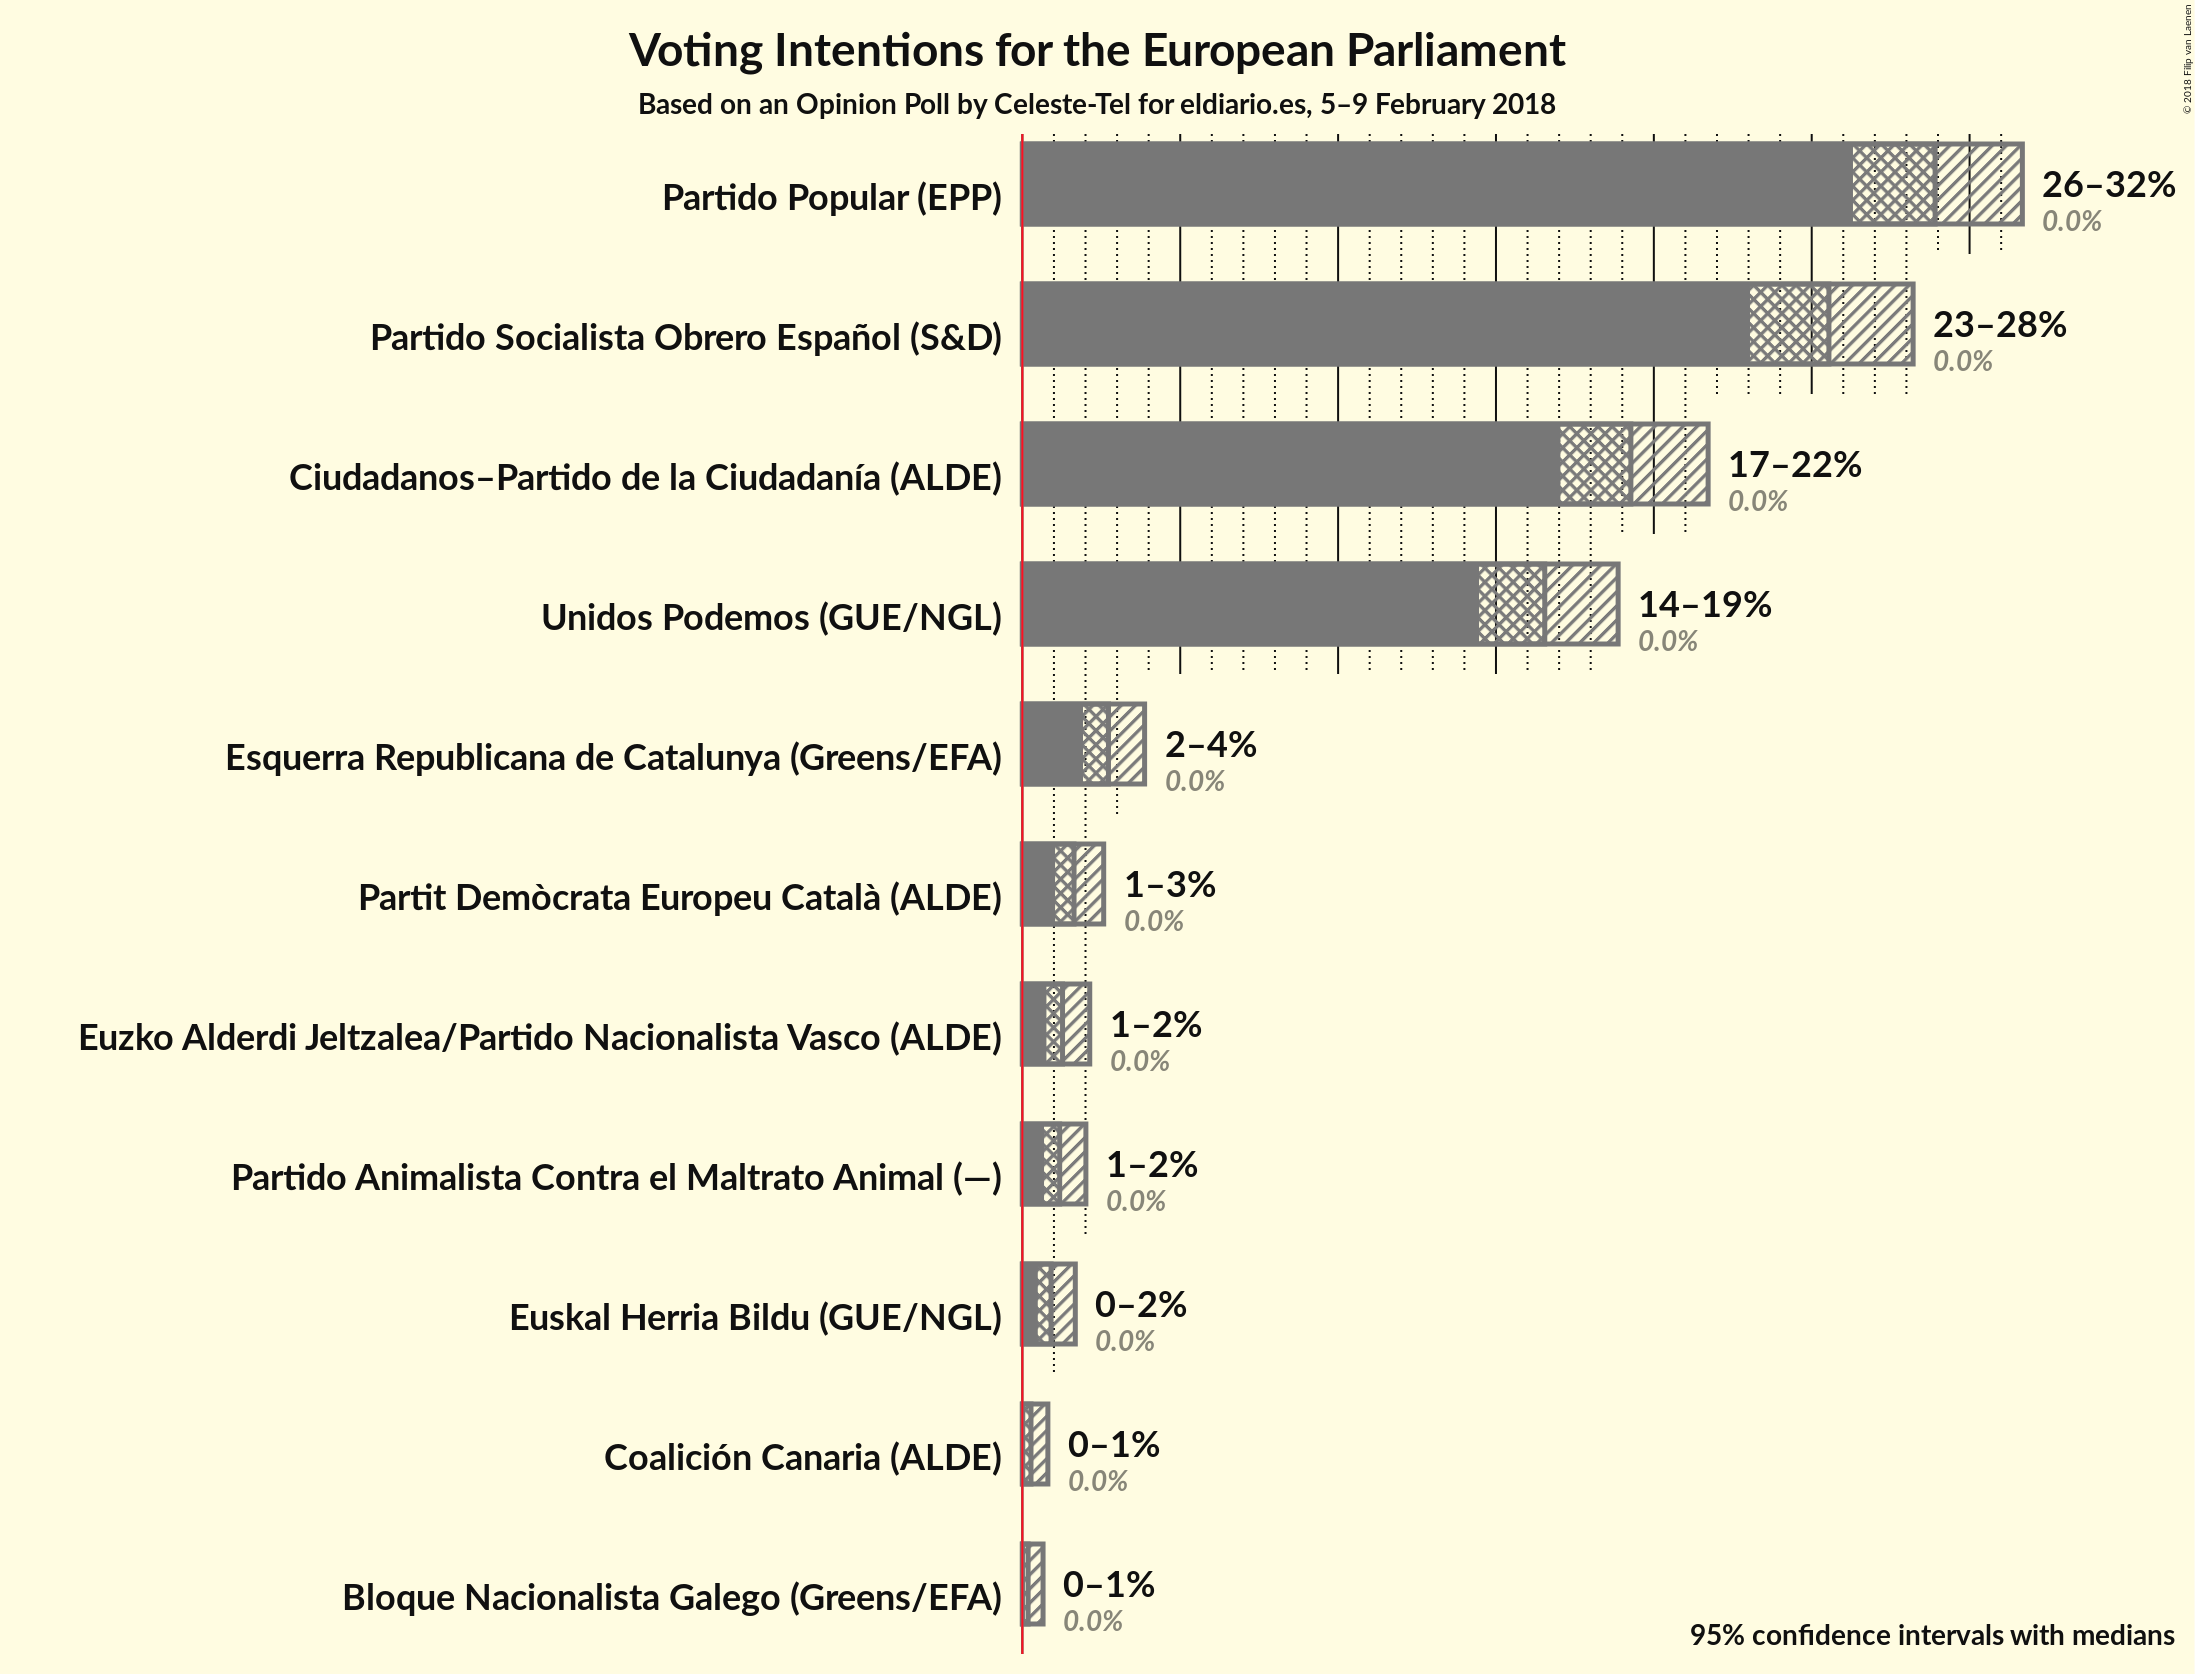 Voting Intentions for the European Parliament
Based on an Opinion Poll by Celeste-Tel for eldiario.es, 5–9 February 2018
© 2018 Filip van Laenen
Partido Popular (EPP)
26–32%
0.0%
Partido Socialista Obrero Español (S&D)
23–28%
0.0%
Ciudadanos–Partido de la Ciudadanía (ALDE)
17–22%
0.0%
Unidos Podemos (GUE/NGL)
14–19%
0.0%
Esquerra Republicana de Catalunya (Greens/EFA)
2–4%
0.0%
Partit Demòcrata Europeu Català (ALDE)
1–3%
0.0%
Euzko Alderdi Jeltzalea/Partido Nacionalista Vasco (ALDE)
1–2%
0.0%
Partido Animalista Contra el Maltrato Animal (—)
1–2%
0.0%
Euskal Herria Bildu (GUE/NGL)
0–2%
0.0%
Coalición Canaria (ALDE)
0–1%
0.0%
Bloque Nacionalista Galego (Greens/EFA)
0–1%
0.0%
95% confidence intervals with medians